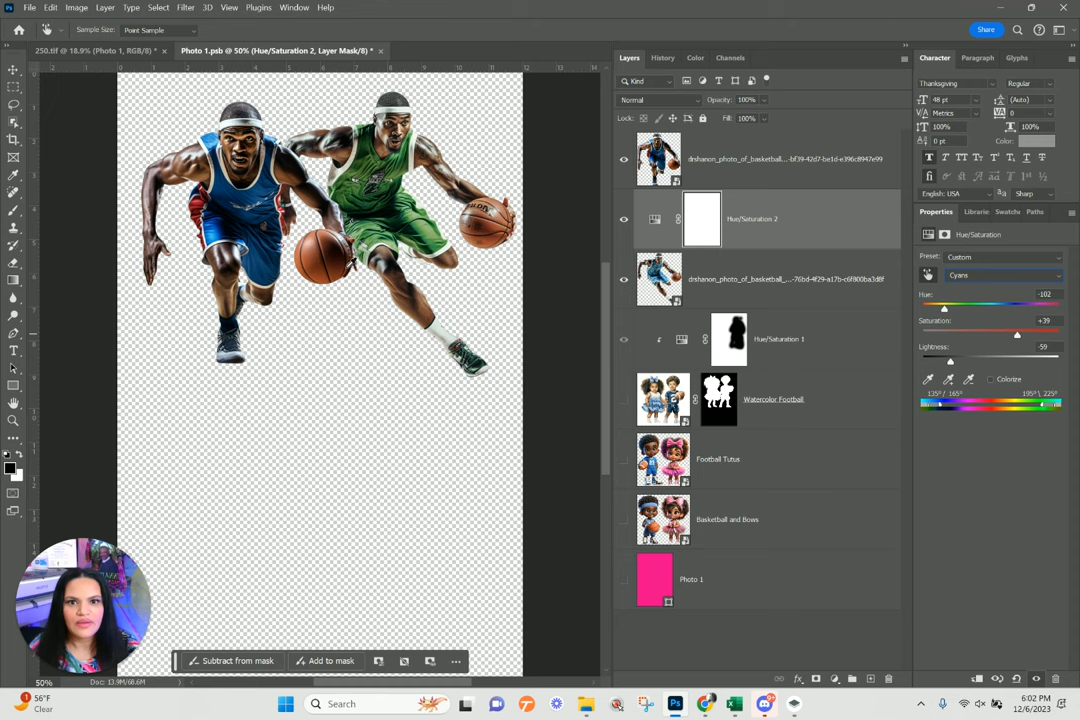 File Edit Image Layer Type Select Filter 3D View Plugins Window Help
Sample Size: Point Sample
Share
250.tif @ 18.9% (Photo 1, RGB/8) * ×
Photo 1.psb @ 50% (Hue/Saturation 2, Layer Mask/8) * ×
Layers History Color Channels
Kind
Normal Opacity: 100%
Lock: Fill: 100%
drshanon_photo_of_basketball...-bf39-42d7-be1d-e396c8947e99
Hue/Saturation 2
drshanon_photo_of_basketball...-76bd-4f29-a17b-c6f800ba3d8f
Hue/Saturation 1
Watercolor Football
Football Tutus
Basketball and Bows
Photo 1
Character Paragraph Glyphs
Thanksgiving Regular
48 pt (Auto)
Metrics 0
100% 100%
0 pt Color:
English: USA Sharp
Properties Librarie Swatche Paths
Hue/Saturation
Preset: Custom
Cyans
Hue: -102
Saturation: +39
Lightness: -59
Colorize
135°/ 165° 195°\ 225°
Subtract from mask Add to mask
50% Doc: 13.9M/68.6M
56°F
Clear
Search
6:02 PM
12/6/2023